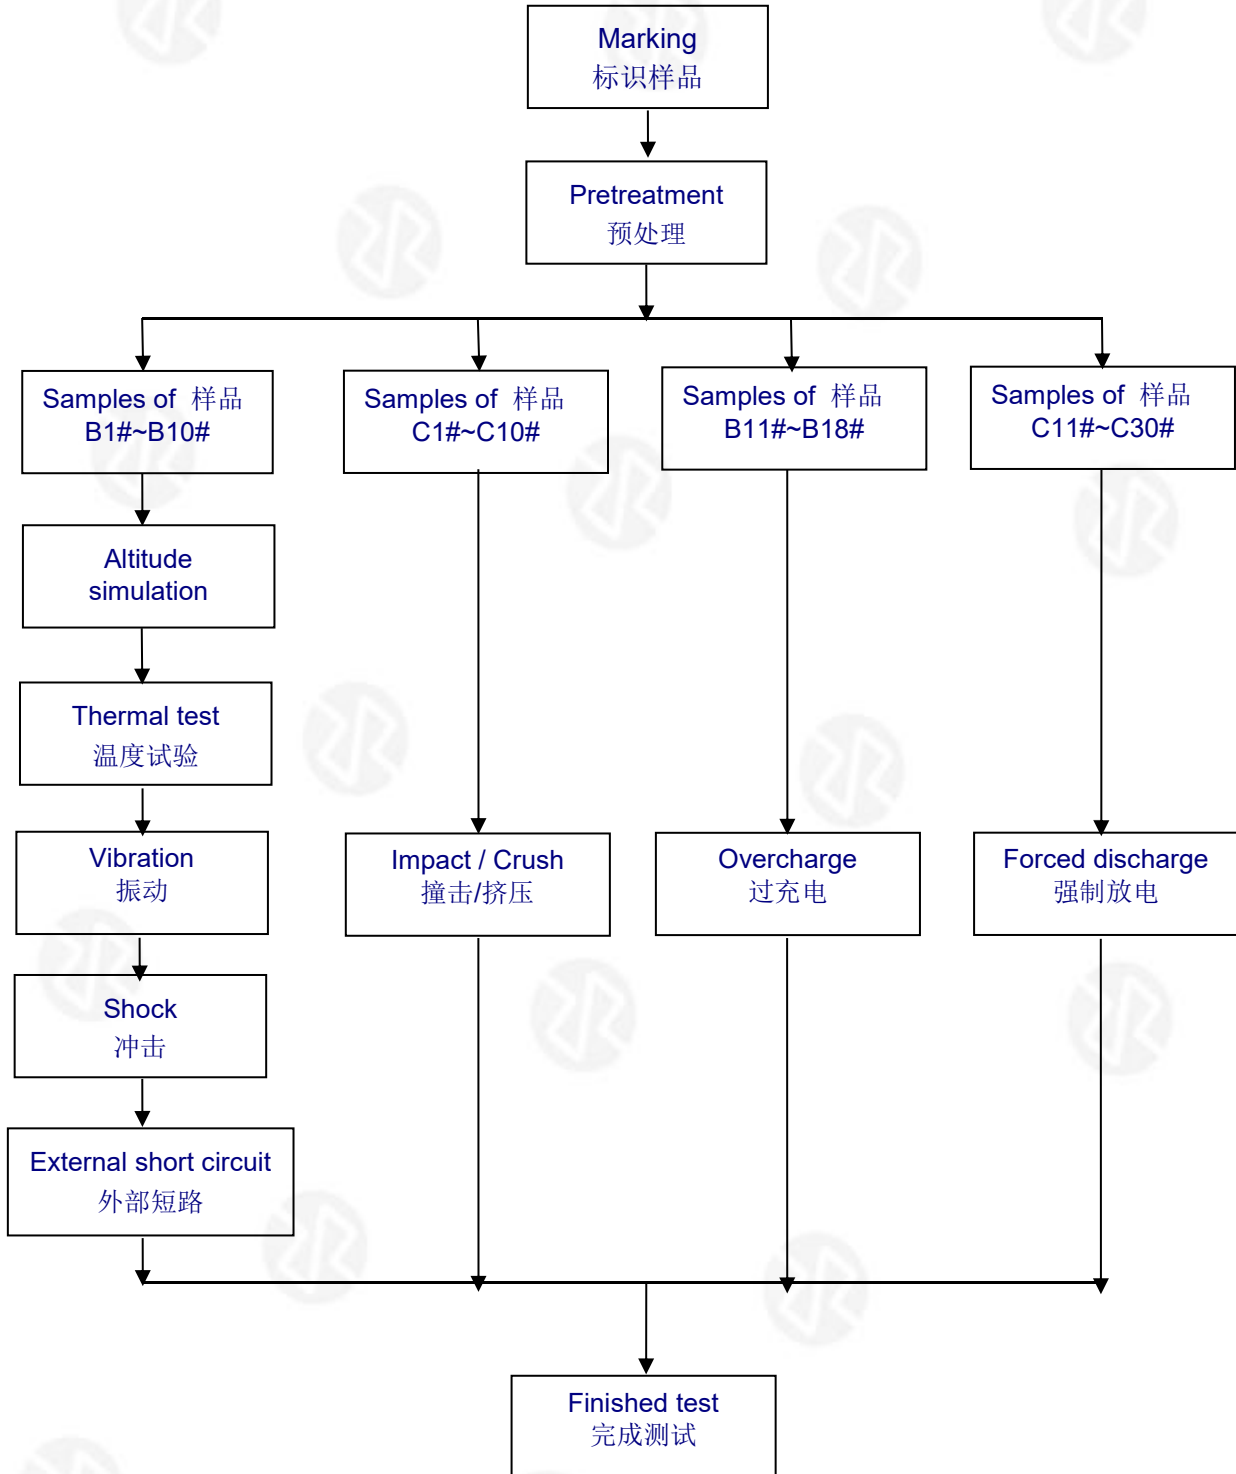 Marking
标识样品
Pretreatment
预处理
Samples of 样品
B1#~B10#
Samples of 样品
C1#~C10#
Samples of 样品
B11#~B18#
Samples of 样品
C11#~C30#
Altitude
simulation
Thermal test
温度试验
Vibration
振动
Impact / Crush
撞击/挤压
Overcharge
过充电
Forced discharge
强制放电
Shock
冲击
External short circuit
外部短路
Finished test
完成测试